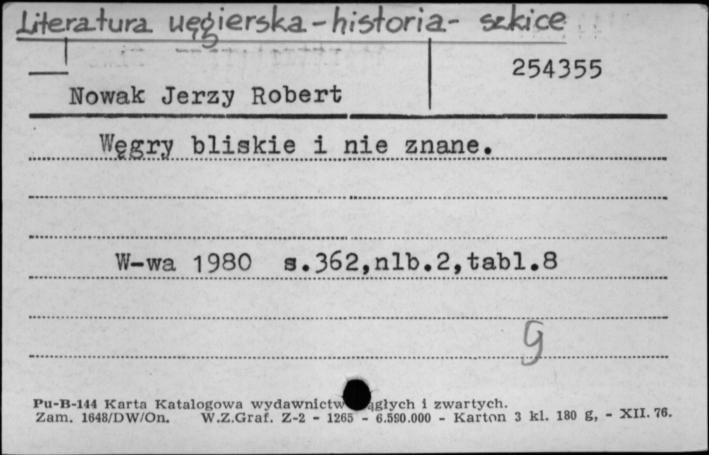 Literatura węgierska - historia - szkice
254355
Nowak Jerzy Robert
Węgry bliskie i nie znane.
W-wa 1980 s.362,nlb.2,tabl.8
g
Pu-B-144 Karta Katalogowa wydawnictw ągłych i zwartych.
Zam. 1648/DW/On. W.Z.Graf. Z-2 - 1265 - 6.590.000 - Karton 3 kl. 180 g, - XII. 76.